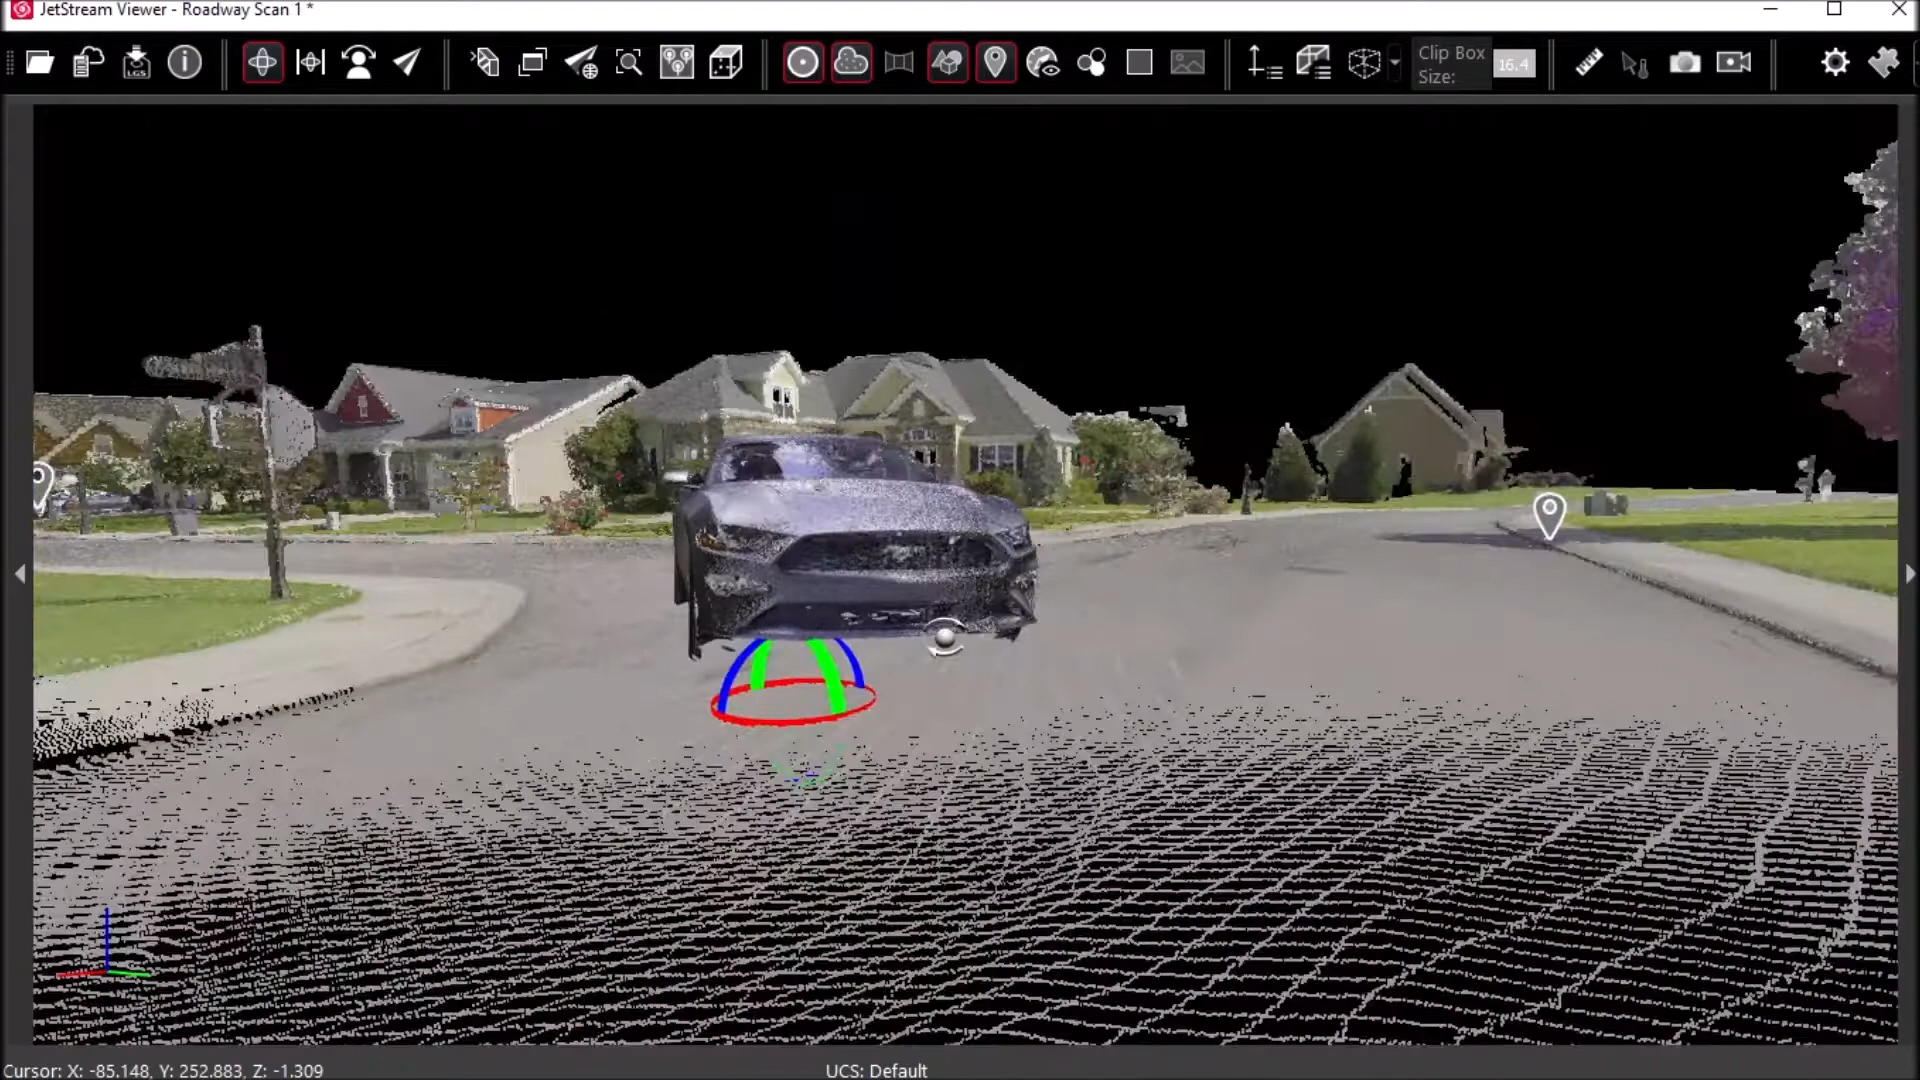 JetStream Viewer - Roadway Scan 1 *
LGS
Clip Box
Size:
16.4
Cursor: X: -85.148, Y: 252.883, Z: -1.309
UCS: Default